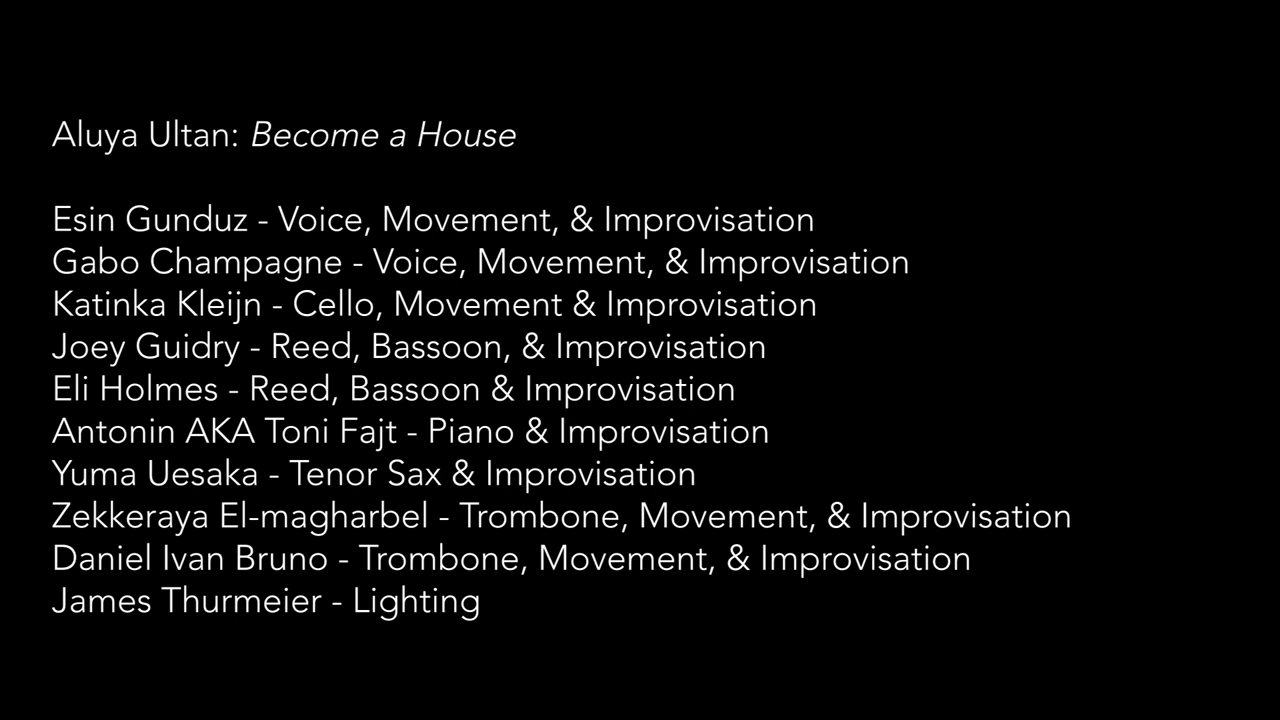 Aluya Ultan: Become a House
Esin Gunduz - Voice, Movement, & Improvisation
Gabo Champagne - Voice, Movement, & Improvisation
Katinka Kleijn - Cello, Movement & Improvisation
Joey Guidry - Reed, Bassoon, & Improvisation
Eli Holmes - Reed, Bassoon & Improvisation
Antonin AKA Toni Fajt - Piano & Improvisation
Yuma Uesaka - Tenor Sax & Improvisation
Zekkeraya El-magharbel - Trombone, Movement, & Improvisation
Daniel Ivan Bruno - Trombone, Movement, & Improvisation
James Thurmeier - Lighting